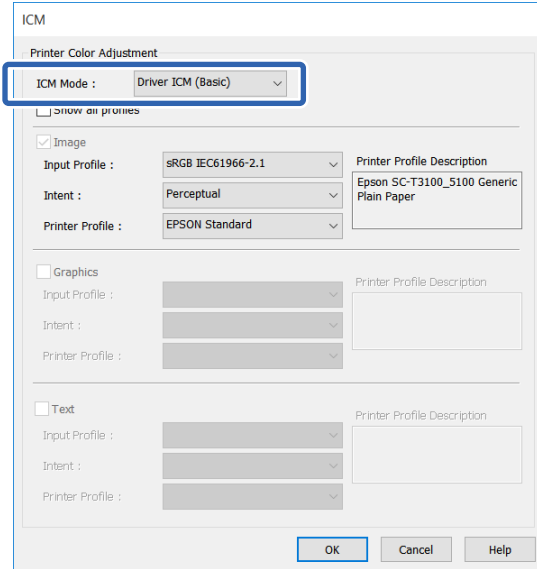 ICM
Printer Color Adjustment
ICM Mode : Driver ICM (Basic)
Show all profiles
Image
Input Profile : sRGB IEC61966-2.1 Printer Profile Description
Intent : Perceptual Epson SC-T3100_5100 Generic
Plain Paper
Printer Profile : EPSON Standard
Graphics
Input Profile : Printer Profile Description
Intent :
Printer Profile :
Text
Input Profile : Printer Profile Description
Intent :
Printer Profile :
OK Cancel Help